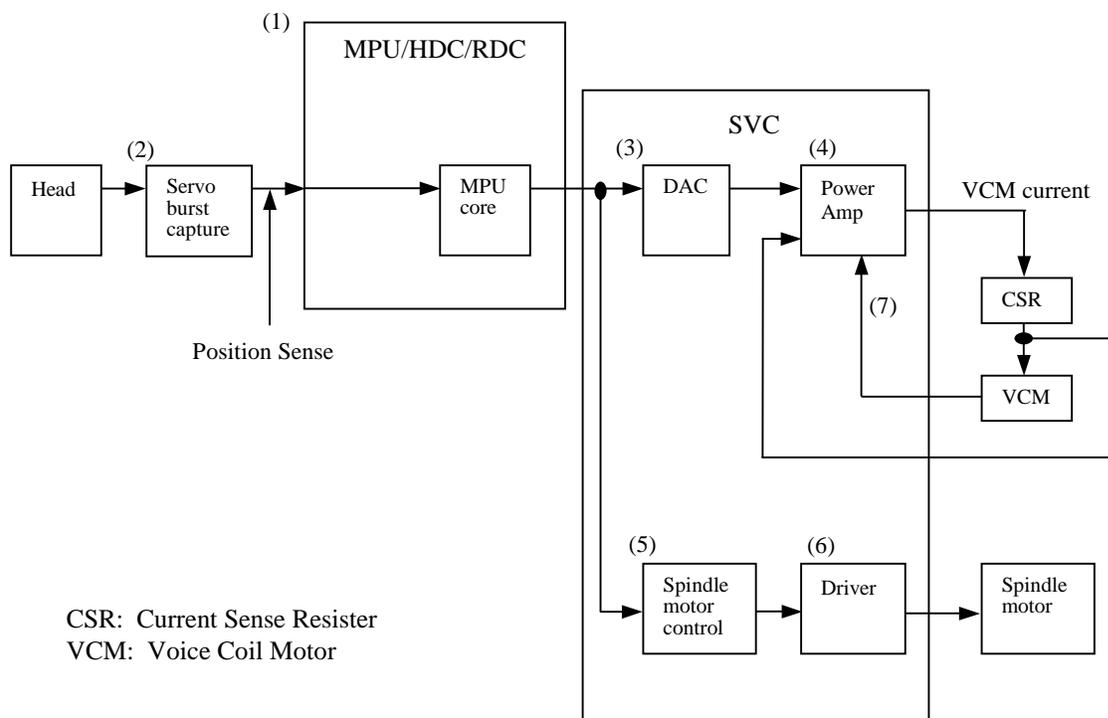 (1)
MPU/HDC/RDC
SVC
(2)
(3)
(4)
Head
Servo
burst
capture
MPU
core
DAC
Power
Amp
VCM current
CSR
(7)
Position Sense
VCM
(5)
(6)
Spindle
motor
control
Driver
Spindle
motor
CSR: Current Sense Resister
VCM: Voice Coil Motor